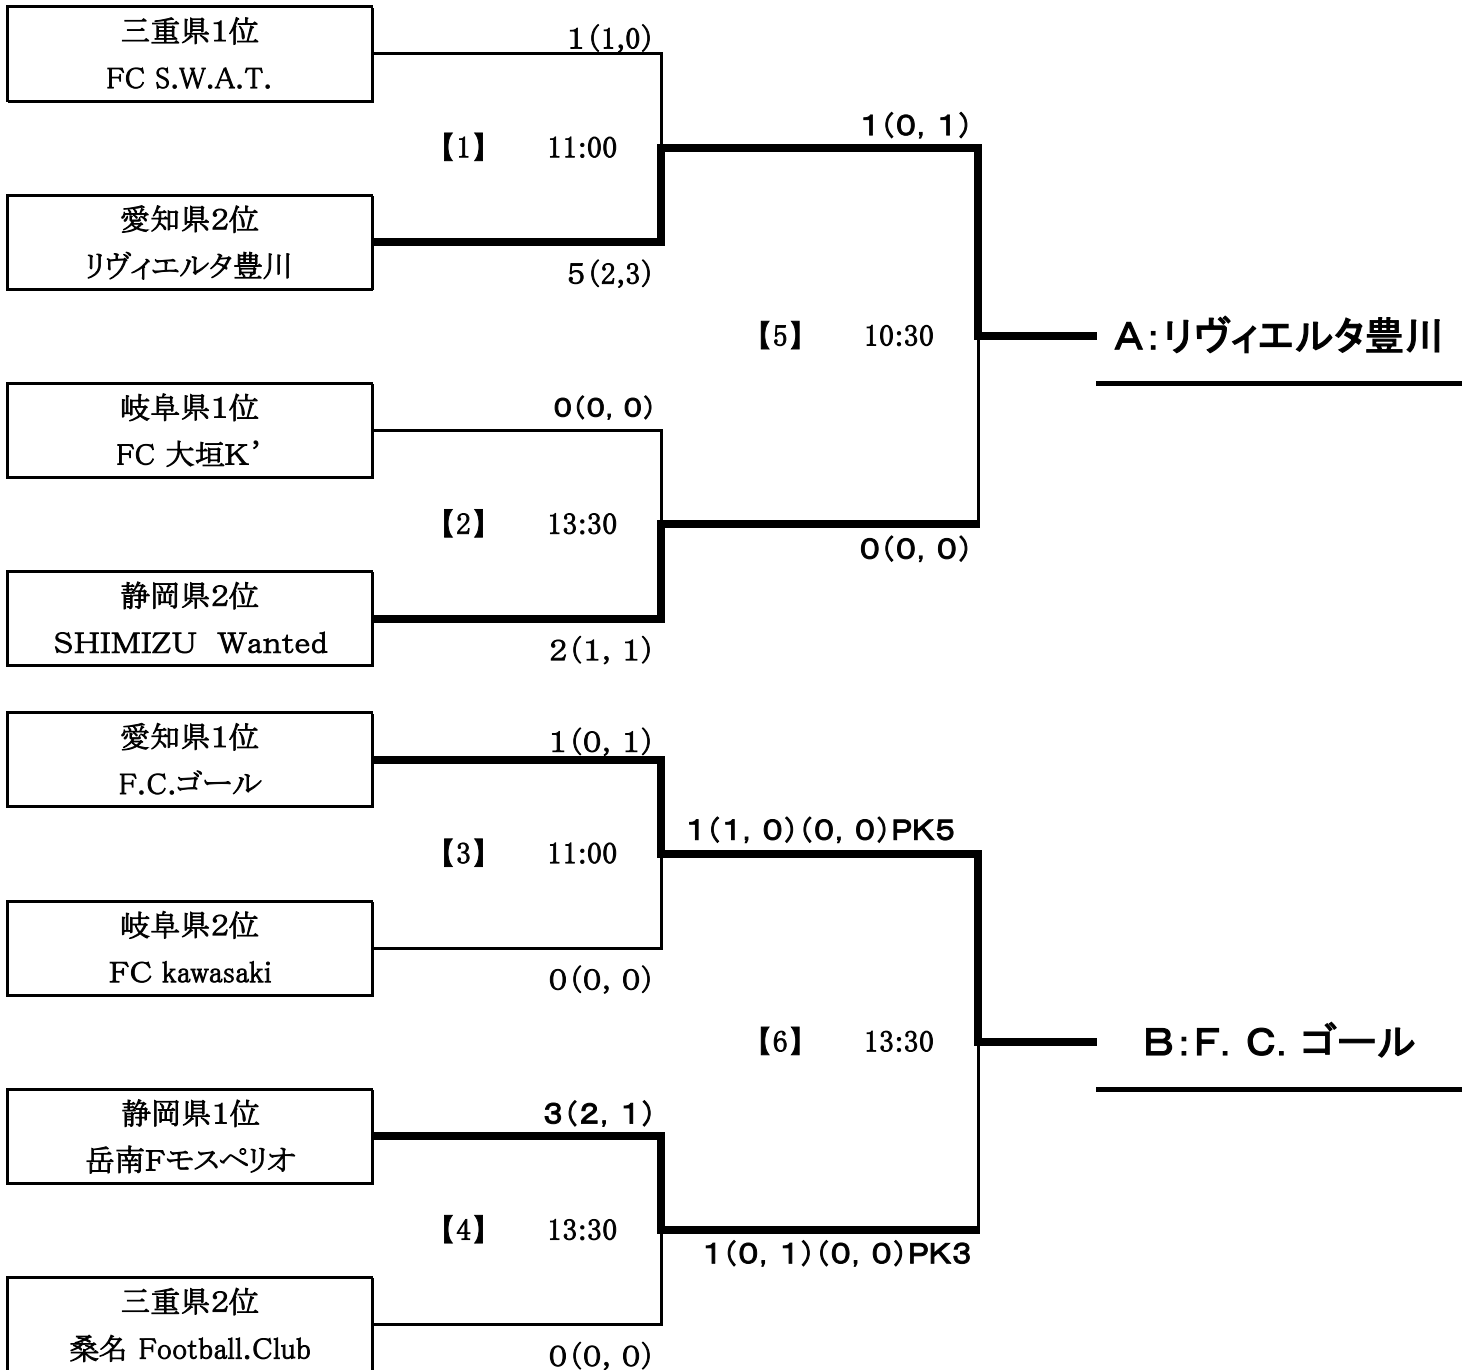 三重県1位
FC S.W.A.T.
1(1,0)
【1】 11:00
1(0, 1)
愛知県2位
リヴィエルタ豊川
5(2,3)
【5】 10:30
A:リヴィエルタ豊川
岐阜県1位
FC 大垣K’
0(0, 0)
【2】 13:30
0(0, 0)
静岡県2位
SHIMIZU Wanted
2(1, 1)
愛知県1位
F.C.ゴール
1(0, 1)
【3】 11:00
1(1, 0)(0, 0)PK5
岐阜県2位
FC kawasaki
0(0, 0)
【6】 13:30
B:F. C. ゴール
静岡県1位
岳南Fモスペリオ
3(2, 1)
【4】 13:30
1(0, 1)(0, 0)PK3
三重県2位
桑名 Football.Club
0(0, 0)